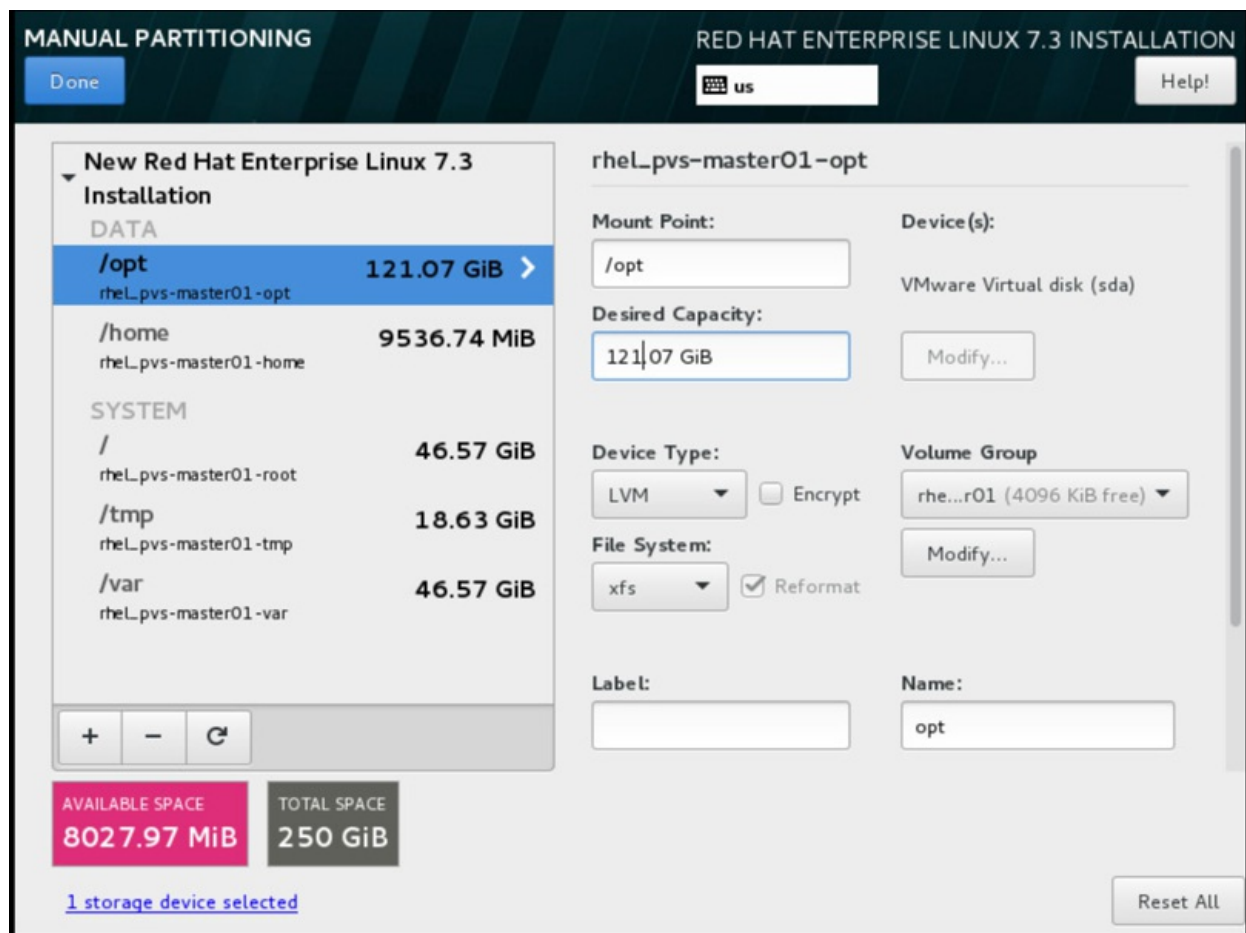 MANUAL PARTITIONING
RED HAT ENTERPRISE LINUX 7.3 INSTALLATION
Done
us
Help!
New Red Hat Enterprise Linux 7.3
Installation
DATA
/opt
121.07 GiB
rhel_pvs-master01-opt
/home
9536.74 MiB
rhel_pvs-master01-home
SYSTEM
/
46.57 GiB
rhel_pvs-master01-root
/tmp
18.63 GiB
rhel_pvs-master01-tmp
/var
46.57 GiB
rhel_pvs-master01-var
+ −
AVAILABLE SPACE
8027.97 MiB
TOTAL SPACE
250 GiB
1 storage device selected
rhel_pvs-master01-opt
Mount Point:
/opt
Device(s):
VMware Virtual disk (sda)
Desired Capacity:
121.07 GiB
Modify...
Device Type:
LVM
Encrypt
Volume Group
rhe...r01 (4096 KiB free)
File System:
xfs
Reformat
Modify...
Label:
Name:
opt
Reset All